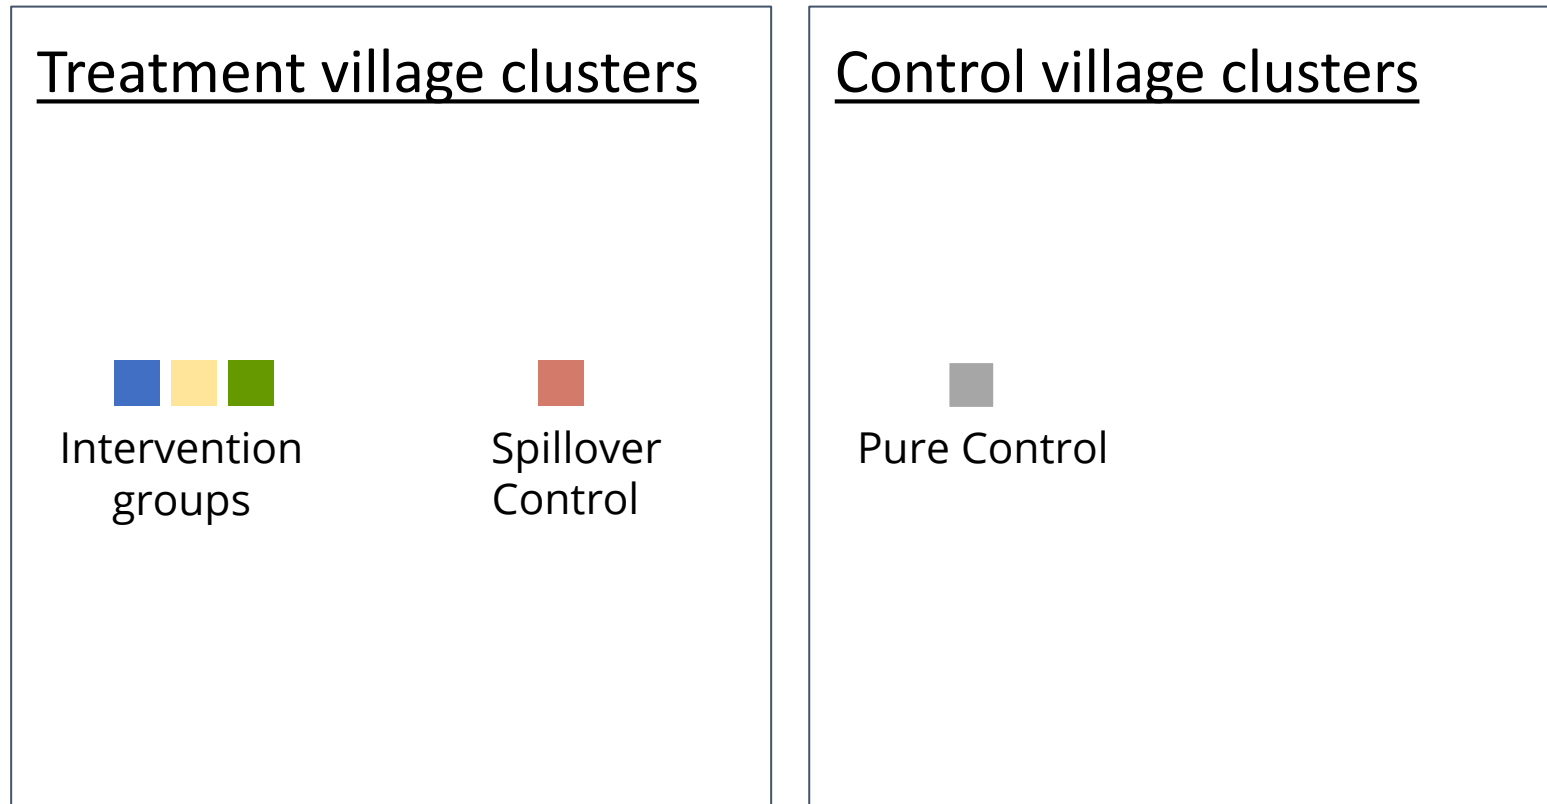 Treatment village clusters
Intervention
groups
Spillover
Control
Control village clusters
Pure Control